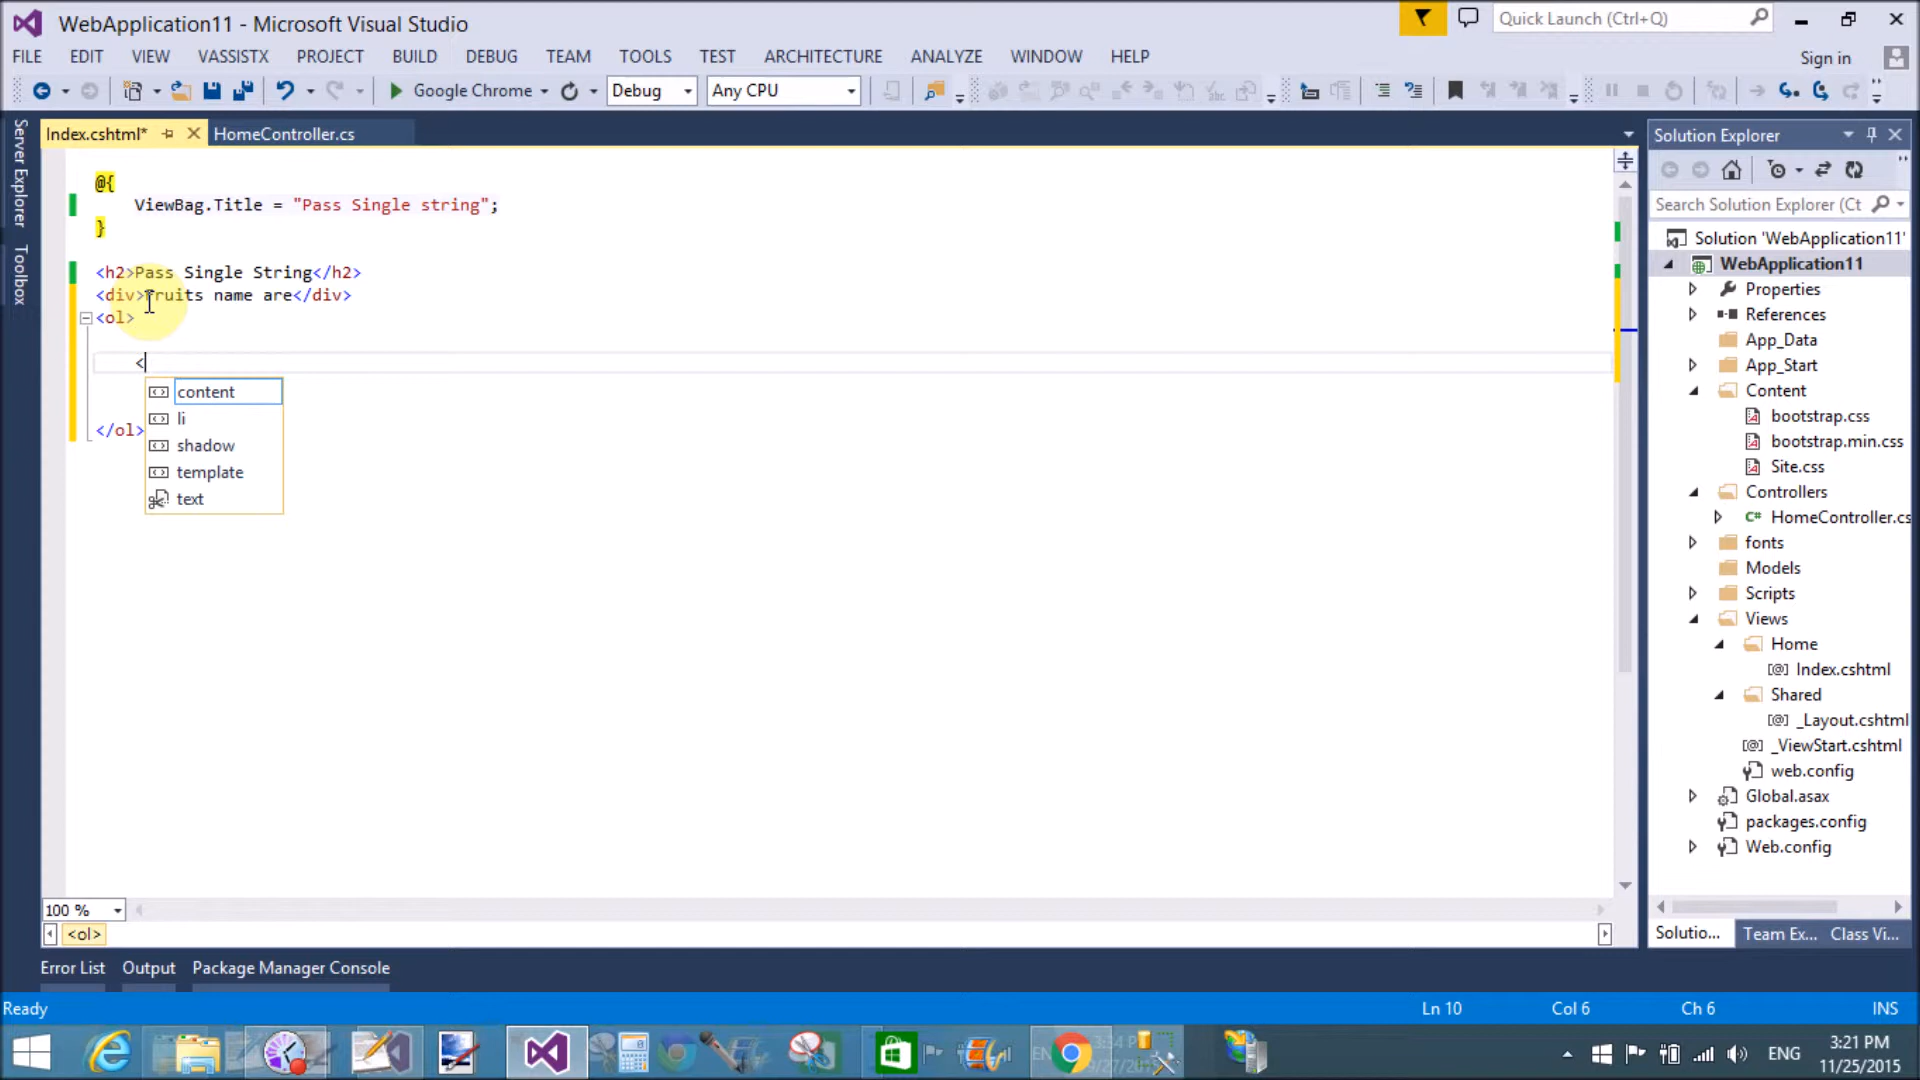 WebApplication11 - Microsoft Visual Studio
Quick Launch (Ctrl+Q)
FILE EDIT VIEW VASSISTX PROJECT BUILD DEBUG TEAM TOOLS TEST ARCHITECTURE ANALYZE WINDOW HELP
Sign in
Google Chrome Debug Any CPU
Index.cshtml* HomeController.cs
Server Explorer
Toolbox
@{
ViewBag.Title = "Pass Single string";
}
<h2>Pass Single String</h2>
<div>Fruits name are</div>
<ol>
<
content
li
shadow
template
text
</ol>
100 %
<ol>
Solution Explorer
Search Solution Explorer (Ct
Solution 'WebApplication11'
WebApplication11
Properties
References
App_Data
App_Start
Content
bootstrap.css
bootstrap.min.css
Site.css
Controllers
C# HomeController.cs
fonts
Models
Scripts
Views
Home
[@] Index.cshtml
Shared
[@] _Layout.cshtml
[@] _ViewStart.cshtml
web.config
Global.asax
packages.config
Web.config
Solutio... Team Ex... Class Vi...
Error List Output Package Manager Console
Ready Ln 10 Col 6 Ch 6 INS
ENG 3:21 PM
11/25/2015